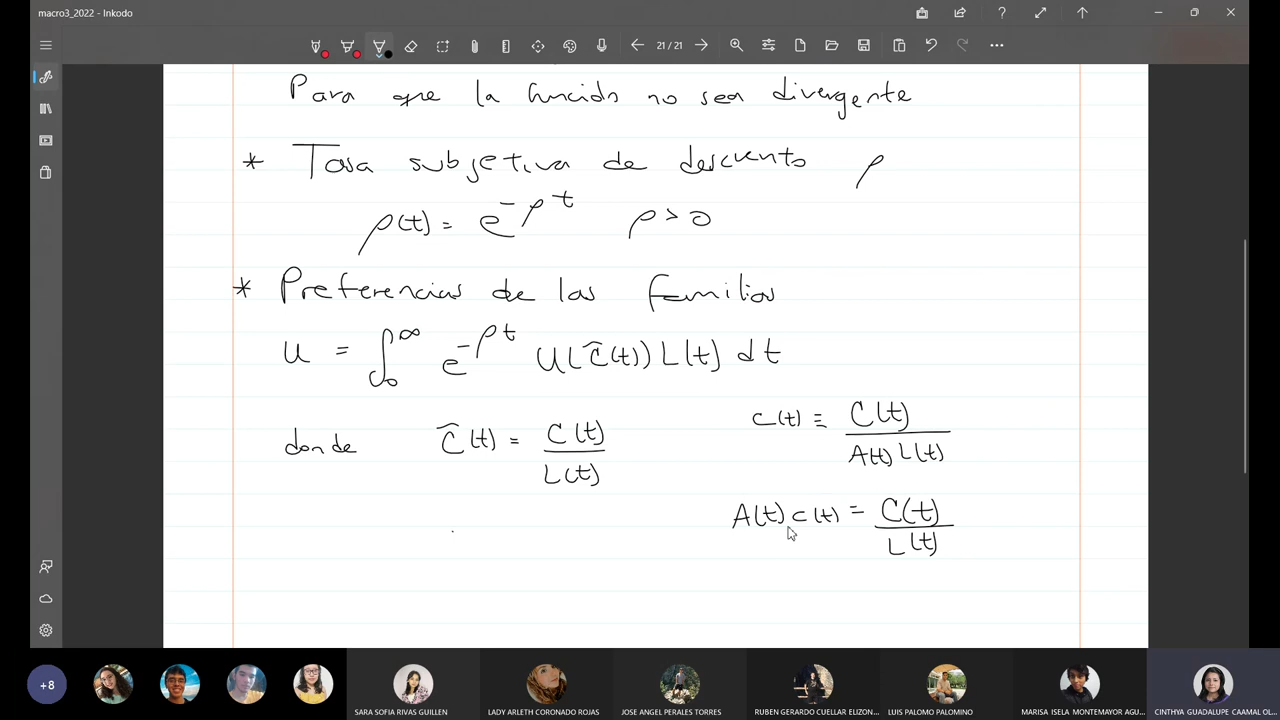 macro3_2022 - Inkodo
21/21
Para que la función no sea divergente
* Tasa subjetiva de descuento ρ
ρ(t) = e^{-ρt} ρ > 0
* Preferencias de las familias
U = ∫_0^∞ e^{-ρt} U(c̃(t)) L(t) dt
donde c̃(t) = C(t)/L(t)
c(t) ≡ C(t)/A(t)L(t)
A(t)c(t) = C(t)/L(t)
+8
SARA SOFIA RIVAS GUILLEN
LADY ARLETH CORONADO ROJAS
JOSE ANGEL PERALES TORRES
RUBEN GERARDO CUELLAR ELIZON...
LUIS PALOMO PALOMINO
MARISA ISELA MONTEMAYOR AGU...
CINTHYA GUADALUPE CAAMAL OL...